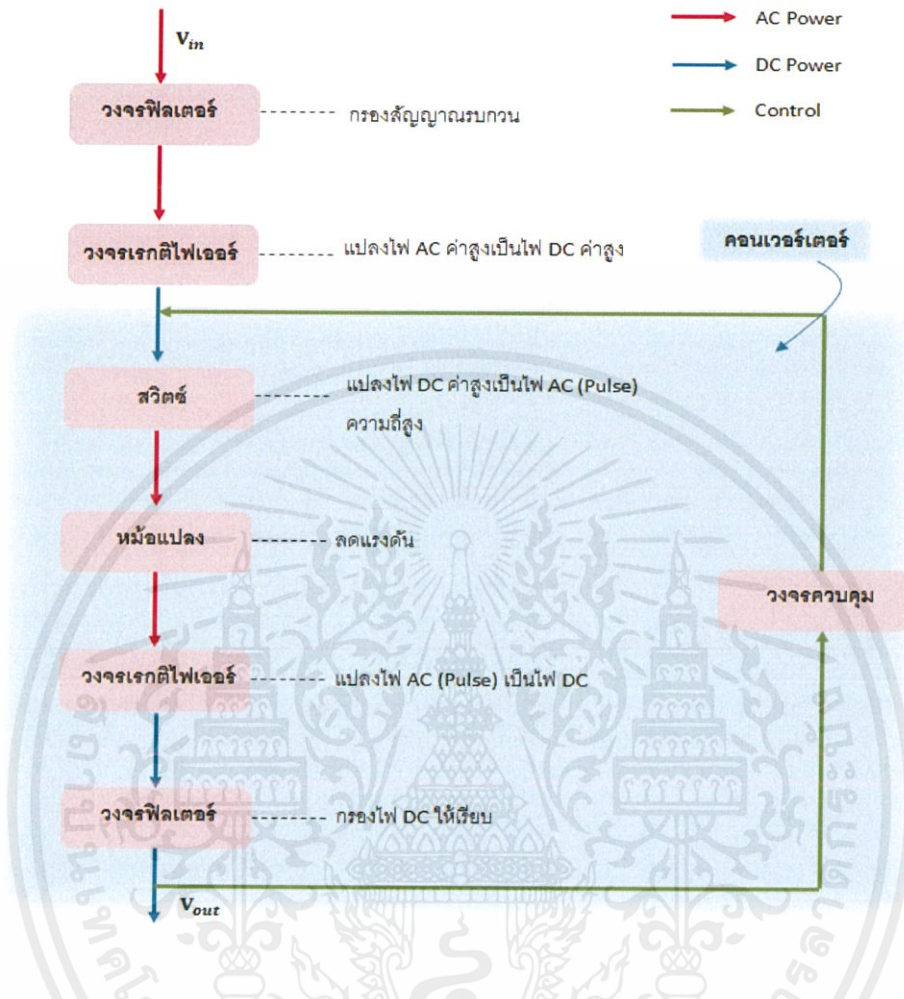 V_in
AC Power
DC Power
Control
วงจรฟิลเตอร์
กรองสัญญาณรบกวน
วงจรเรกติไฟเออร์
แปลงไฟ AC ค่าสูงเป็นไฟ DC ค่าสูง
คอนเวอร์เตอร์
สวิตซ์
แปลงไฟ DC ค่าสูงเป็นไฟ AC (Pulse)
ความถี่สูง
หม้อแปลง
ลดแรงดัน
วงจรควบคุม
วงจรเรกติไฟเออร์
แปลงไฟ AC (Pulse) เป็นไฟ DC
วงจรฟิลเตอร์
กรองไฟ DC ให้เรียบ
V_out